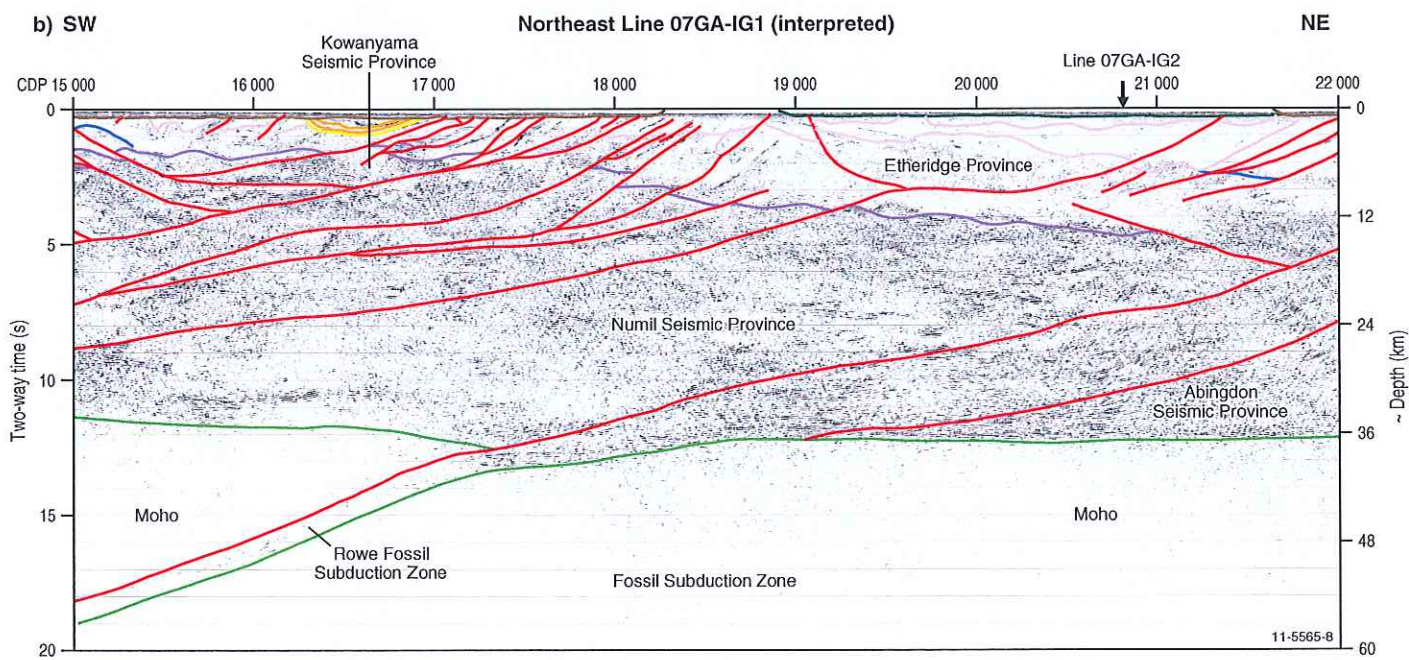 b) SW
Northeast Line 07GA-IG1 (interpreted)
NE
Kowanyama
Seismic Province
Line 07GA-IG2
CDP 15 000
16 000
17 000
18 000
19 000
20 000
21 000
22 000
0
5
10
15
20
Two-way time (s)
0
12
24
36
48
60
~ Depth (km)
Etheridge Province
Numil Seismic Province
Abingdon
Seismic Province
Moho
Moho
Rowe Fossil
Subduction Zone
Fossil Subduction Zone
11-5565-8